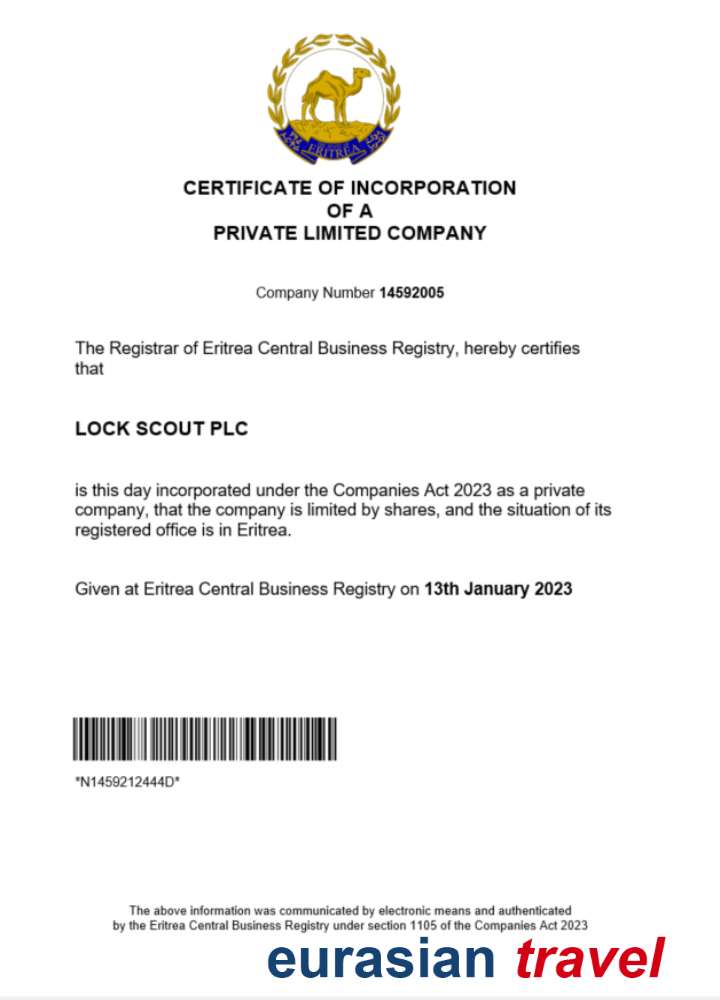 ERITREA
CERTIFICATE OF INCORPORATION
OF A
PRIVATE LIMITED COMPANY
Company Number 14592005
The Registrar of Eritrea Central Business Registry, hereby certifies
that
LOCK SCOUT PLC
is this day incorporated under the Companies Act 2023 as a private
company, that the company is limited by shares, and the situation of its
registered office is in Eritrea.
Given at Eritrea Central Business Registry on 13th January 2023
*N1459212444D*
The above information was communicated by electronic means and authenticated
by the Eritrea Central Business Registry under section 1105 of the Companies Act 2023
eurasian travel